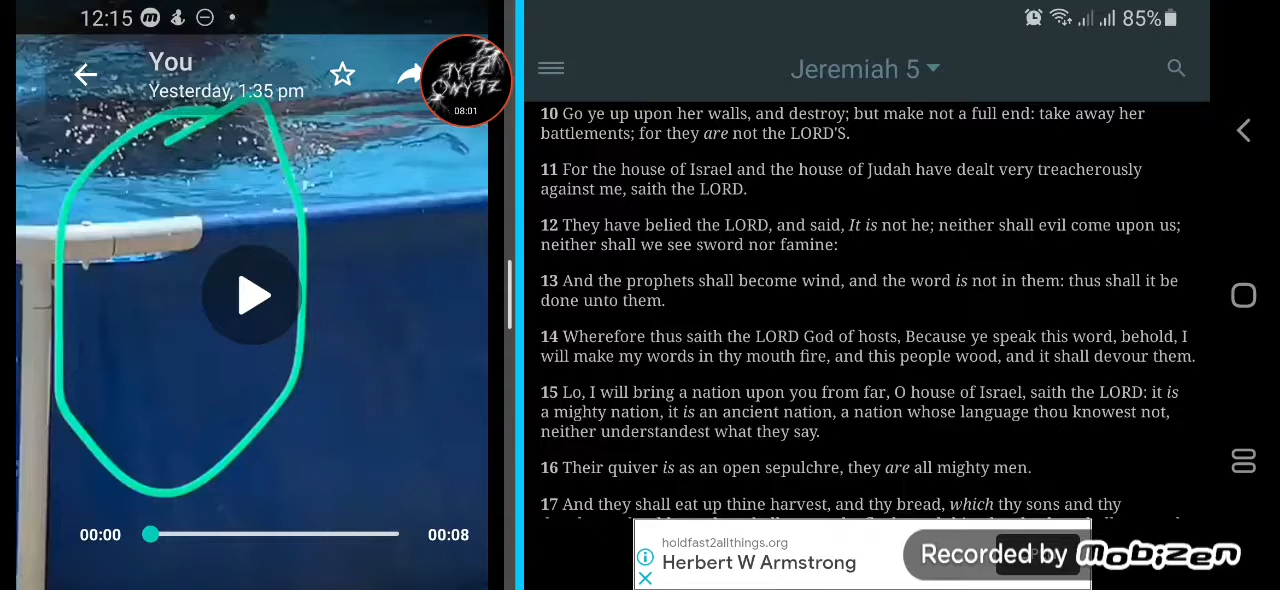 12:15
You
Yesterday, 1:35 pm
08:01
00:00
00:08
85%
Jeremiah 5
10 Go ye up upon her walls, and destroy; but make not a full end: take away her
battlements; for they are not the LORD'S.
11 For the house of Israel and the house of Judah have dealt very treacherously
against me, saith the LORD.
12 They have belied the LORD, and said, It is not he; neither shall evil come upon us;
neither shall we see sword nor famine:
13 And the prophets shall become wind, and the word is not in them: thus shall it be
done unto them.
14 Wherefore thus saith the LORD God of hosts, Because ye speak this word, behold, I
will make my words in thy mouth fire, and this people wood, and it shall devour them.
15 Lo, I will bring a nation upon you from far, O house of Israel, saith the LORD: it is
a mighty nation, it is an ancient nation, a nation whose language thou knowest not,
neither understandest what they say.
16 Their quiver is as an open sepulchre, they are all mighty men.
17 And they shall eat up thine harvest, and thy bread, which thy sons and thy
holdfast2allthings.org
Herbert W Armstrong
Recorded by mobizen